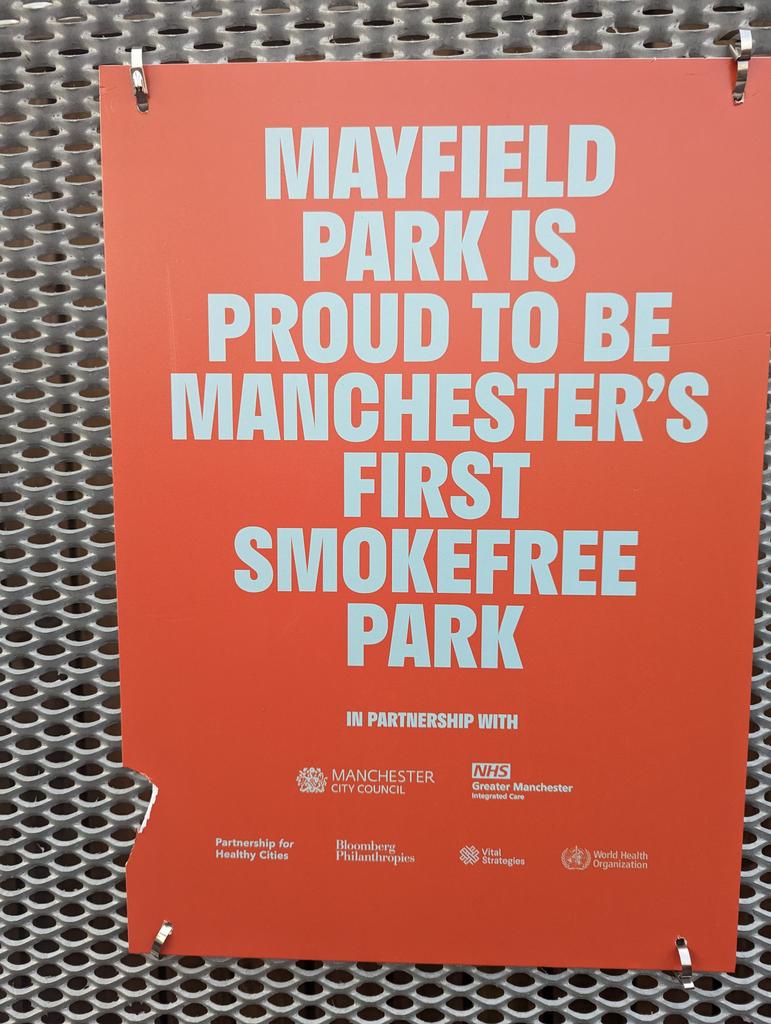 MAYFIELD
PARK IS
PROUD TO BE
MANCHESTER'S
FIRST
SMOKEFREE
PARK
IN PARTNERSHIP WITH
MANCHESTER
CITY COUNCIL
NHS
Greater Manchester
Integrated Care
Partnership for
Healthy Cities
Bloomberg
Philanthropies
Vital
Strategies
World Health
Organization